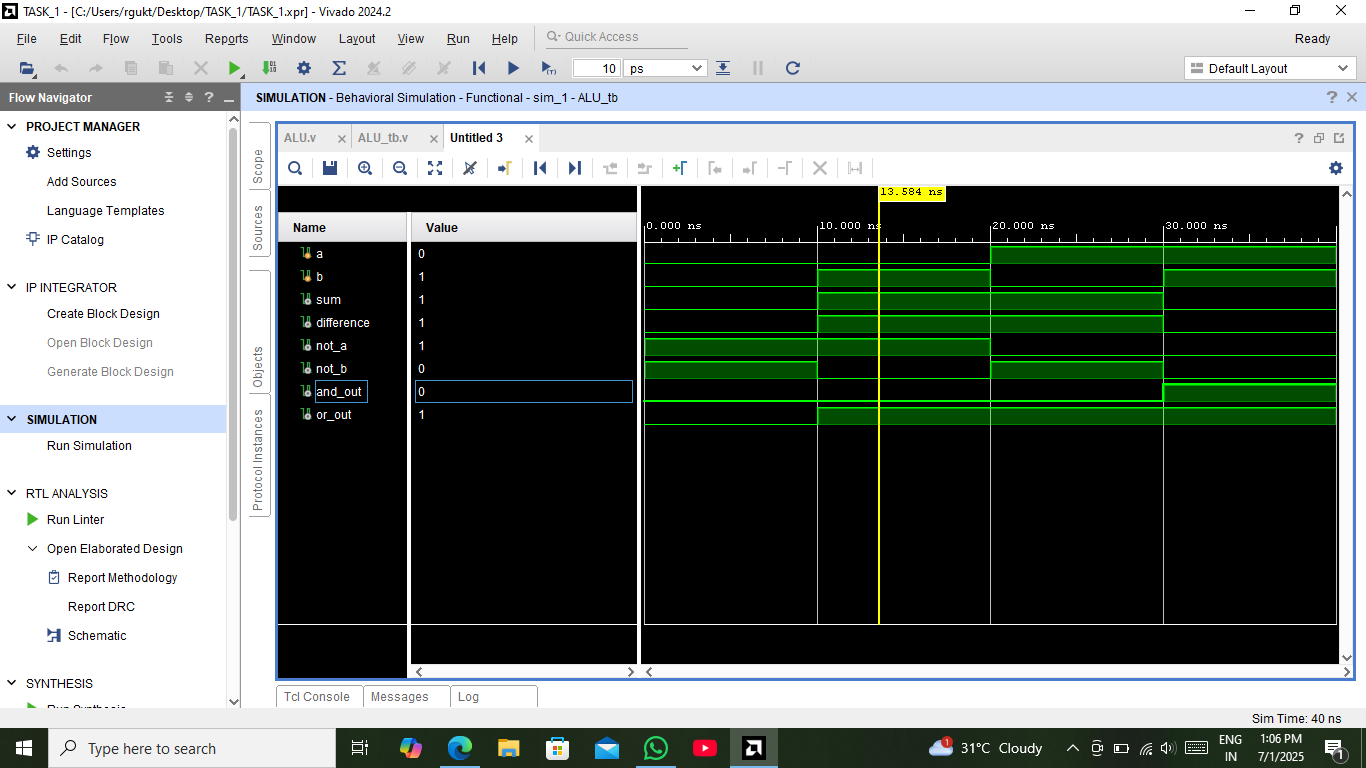 TASK_1 - [C:/Users/rgukt/Desktop/TASK_1/TASK_1.xpr] - Vivado 2024.2
File Edit Flow Tools Reports Window Layout View Run Help Quick Access Ready
10 ps Default Layout
Flow Navigator
SIMULATION - Behavioral Simulation - Functional - sim_1 - ALU_tb
PROJECT MANAGER
Settings
Add Sources
Language Templates
IP Catalog
IP INTEGRATOR
Create Block Design
Open Block Design
Generate Block Design
SIMULATION
Run Simulation
RTL ANALYSIS
Run Linter
Open Elaborated Design
Report Methodology
Report DRC
Schematic
SYNTHESIS
Run Synthesis
Scope
Sources
Objects
Protocol Instances
ALU.v ALU_tb.v Untitled 3
13.584 ns
Name Value 0.000 ns 10.000 ns 20.000 ns 30.000 ns
a 0
b 1
sum 1
difference 1
not_a 1
not_b 0
and_out 0
or_out 1
Tcl Console Messages Log
Sim Time: 40 ns
Type here to search
31°C Cloudy
1
ENG
IN
1:06 PM
7/1/2025
1